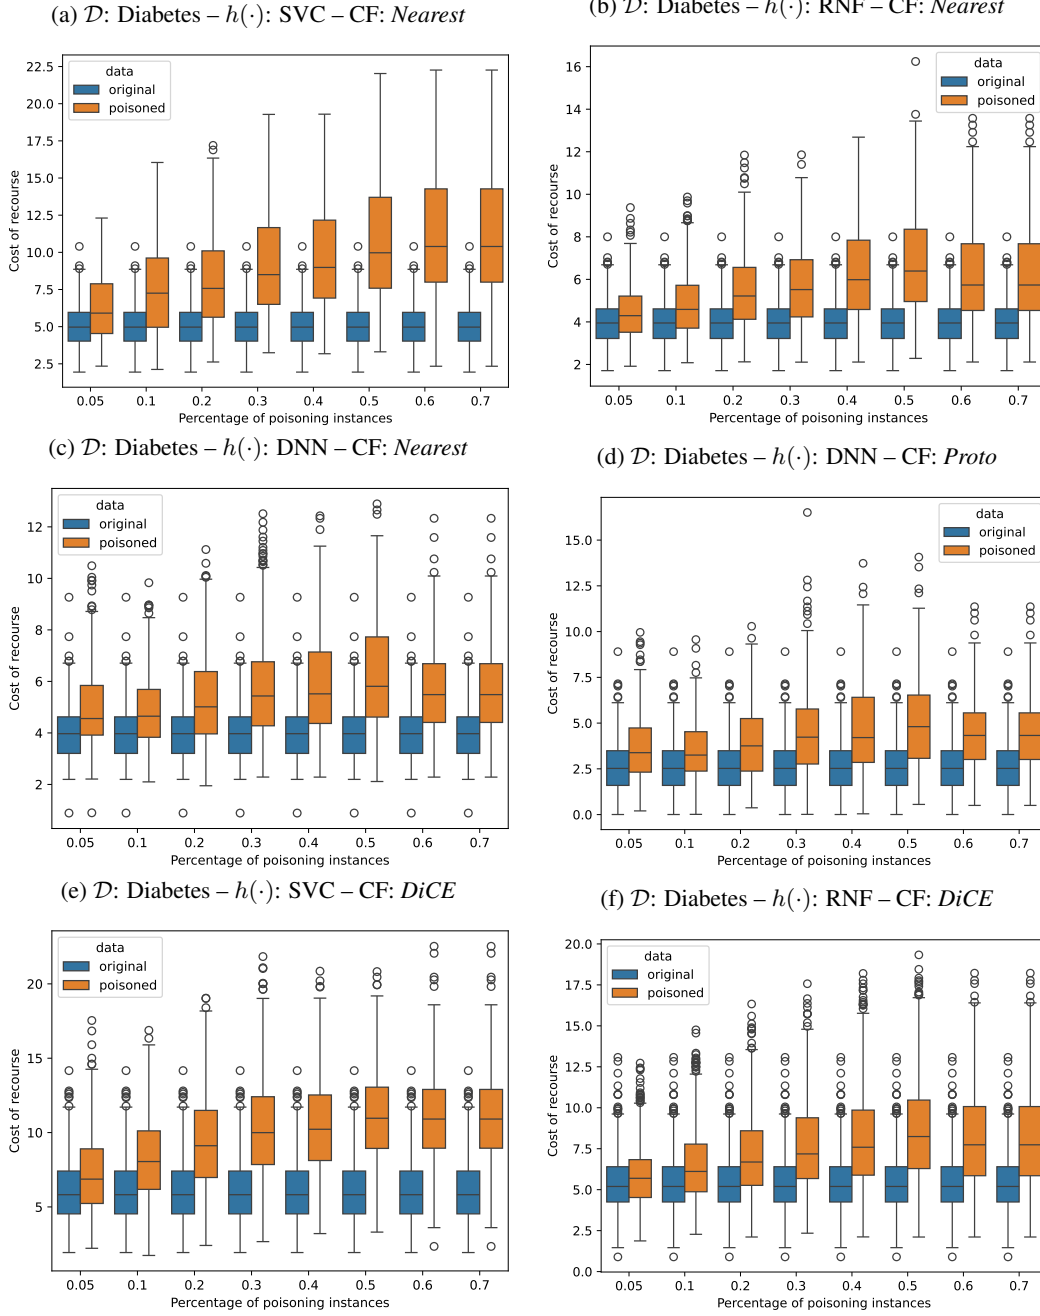 (a) 𝒟: Diabetes – h(·): SVC – CF: Nearest
22.5
20.0
17.5
15.0
12.5
10.0
7.5
5.0
2.5
Cost of recourse
data
original
poisoned
0.05 0.1 0.2 0.3 0.4 0.5 0.6 0.7
Percentage of poisoning instances
(b) 𝒟: Diabetes – h(·): RNF – CF: Nearest
16
14
12
10
8
6
4
2
Cost of recourse
data
original
poisoned
0.05 0.1 0.2 0.3 0.4 0.5 0.6 0.7
Percentage of poisoning instances
(c) 𝒟: Diabetes – h(·): DNN – CF: Nearest
12
10
8
6
4
2
Cost of recourse
data
original
poisoned
0.05 0.1 0.2 0.3 0.4 0.5 0.6 0.7
Percentage of poisoning instances
(d) 𝒟: Diabetes – h(·): DNN – CF: Proto
15.0
12.5
10.0
7.5
5.0
2.5
0.0
Cost of recourse
data
original
poisoned
0.05 0.1 0.2 0.3 0.4 0.5 0.6 0.7
Percentage of poisoning instances
(e) 𝒟: Diabetes – h(·): SVC – CF: DiCE
20
15
10
5
Cost of recourse
data
original
poisoned
0.05 0.1 0.2 0.3 0.4 0.5 0.6 0.7
Percentage of poisoning instances
(f) 𝒟: Diabetes – h(·): RNF – CF: DiCE
20.0
17.5
15.0
12.5
10.0
7.5
5.0
2.5
0.0
Cost of recourse
data
original
poisoned
0.05 0.1 0.2 0.3 0.4 0.5 0.6 0.7
Percentage of poisoning instances